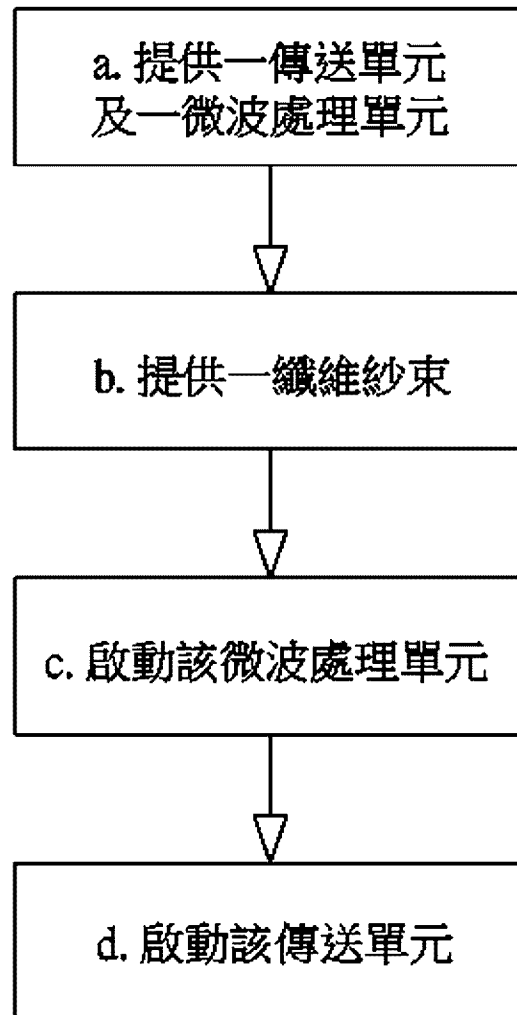 a. 提供一傳送單元
及一微波處理單元
b. 提供一纖維紗束
c. 啟動該微波處理單元
d. 啟動該傳送單元